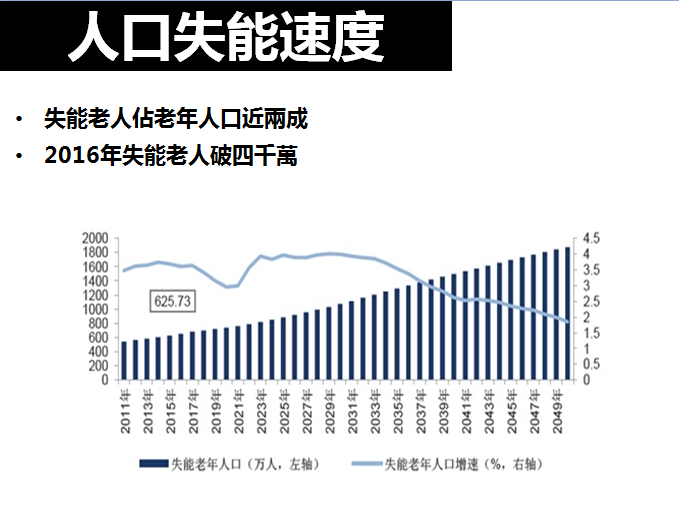 人口失能速度
• 失能老人佔老年人口近兩成
• 2016年失能老人破四千萬
2000
1800
1600
1400
1200
1000
800
600
400
200
0
625.73
4.5
4
3.5
3
2.5
2
1.5
1
0.5
0
2011年
2013年
2015年
2017年
2019年
2021年
2023年
2025年
2027年
2029年
2031年
2033年
2035年
2037年
2039年
2041年
2043年
2045年
2047年
2049年
失能老年人口（万人，左轴）
失能老年人口增速（%，右轴）